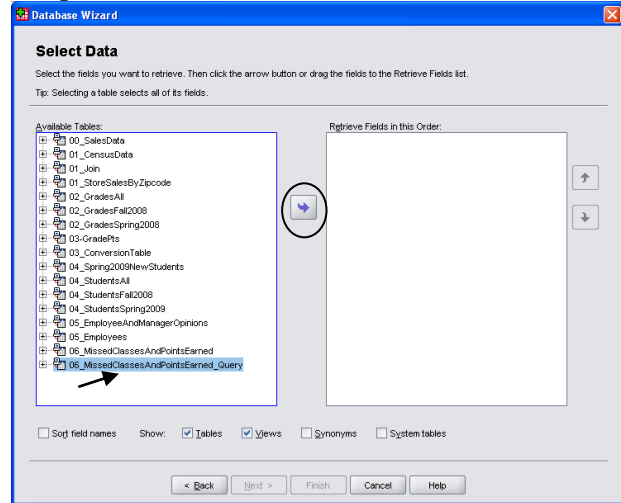 Database Wizard
Select Data
Select the fields you want to retrieve. Then click the arrow button or drag the fields to the Retrieve Fields list.
Tip: Selecting a table selects all of its fields.
Available Tables: Retrieve Fields in this Order:
00_SalesData
01_CensusData
01_Join
01_StoreSalesByZipcode
02_GradesAll
02_GradesFall2008
02_GradesSpring2008
03-GradePts
03_ConversionTable
04_Spring2009NewStudents
04_StudentsAll
04_StudentsFall2008
04_StudentsSpring2009
05_EmployeeAndManagerOpinions
05_Employees
06_MissedClassesAndPointsEarned
06_MissedClassesAndPointsEarned_Query
Sort field names Show: Tables Views Synonyms System tables
< Back Next > Finish Cancel Help